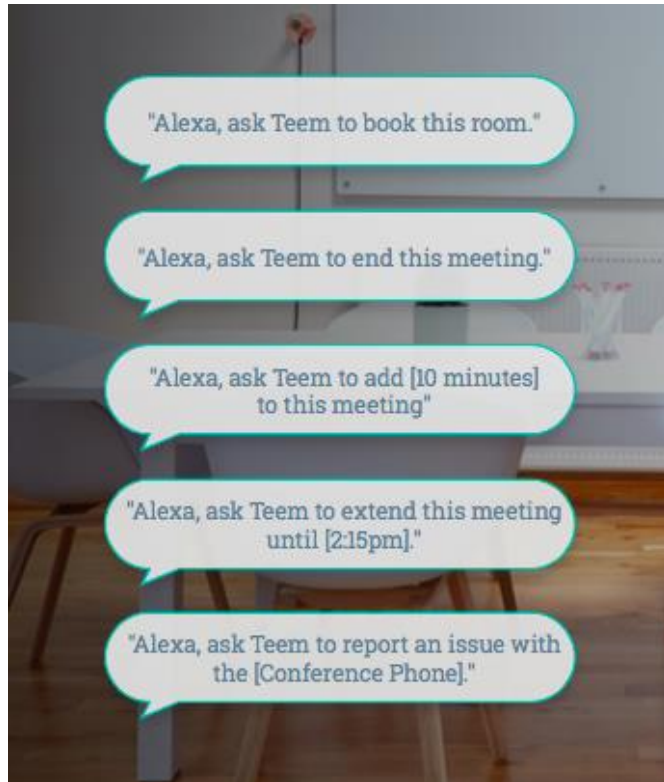 "Alexa, ask Teem to book this room."
"Alexa, ask Teem to end this meeting."
"Alexa, ask Teem to add [10 minutes]
to this meeting"
"Alexa, ask Teem to extend this meeting
until [2:15pm]."
"Alexa, ask Teem to report an issue with
the [Conference Phone]."